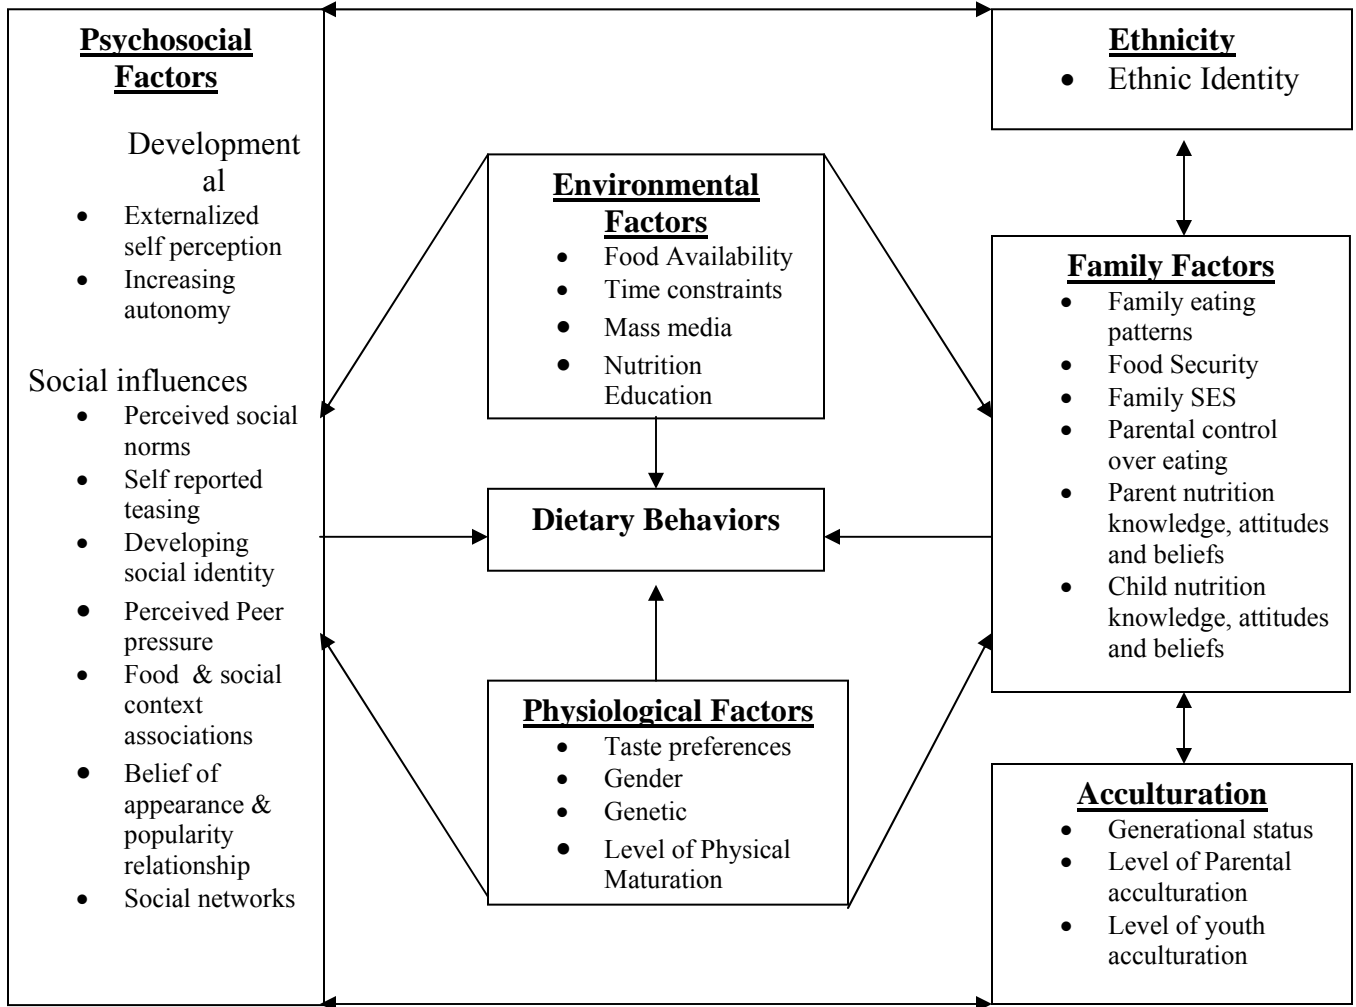 Psychosocial
Factors
Developmental
al
• Externalized
self perception
• Increasing
autonomy
Social influences
• Perceived social
norms
• Self reported
teasing
• Developing
social identity
• Perceived Peer
pressure
• Food & social
context
associations
• Belief of
appearance &
popularity
relationship
• Social networks
Environmental
Factors
• Food Availability
• Time constraints
• Mass media
• Nutrition
Education
Dietary Behaviors
Physiological Factors
• Taste preferences
• Gender
• Genetic
• Level of Physical
Maturation
Ethnicity
• Ethnic Identity
Family Factors
• Family eating
patterns
• Food Security
• Family SES
• Parental control
over eating
• Parent nutrition
knowledge, attitudes
and beliefs
• Child nutrition
knowledge, attitudes
and beliefs
Acculturation
• Generational status
• Level of Parental
acculturation
• Level of youth
acculturation